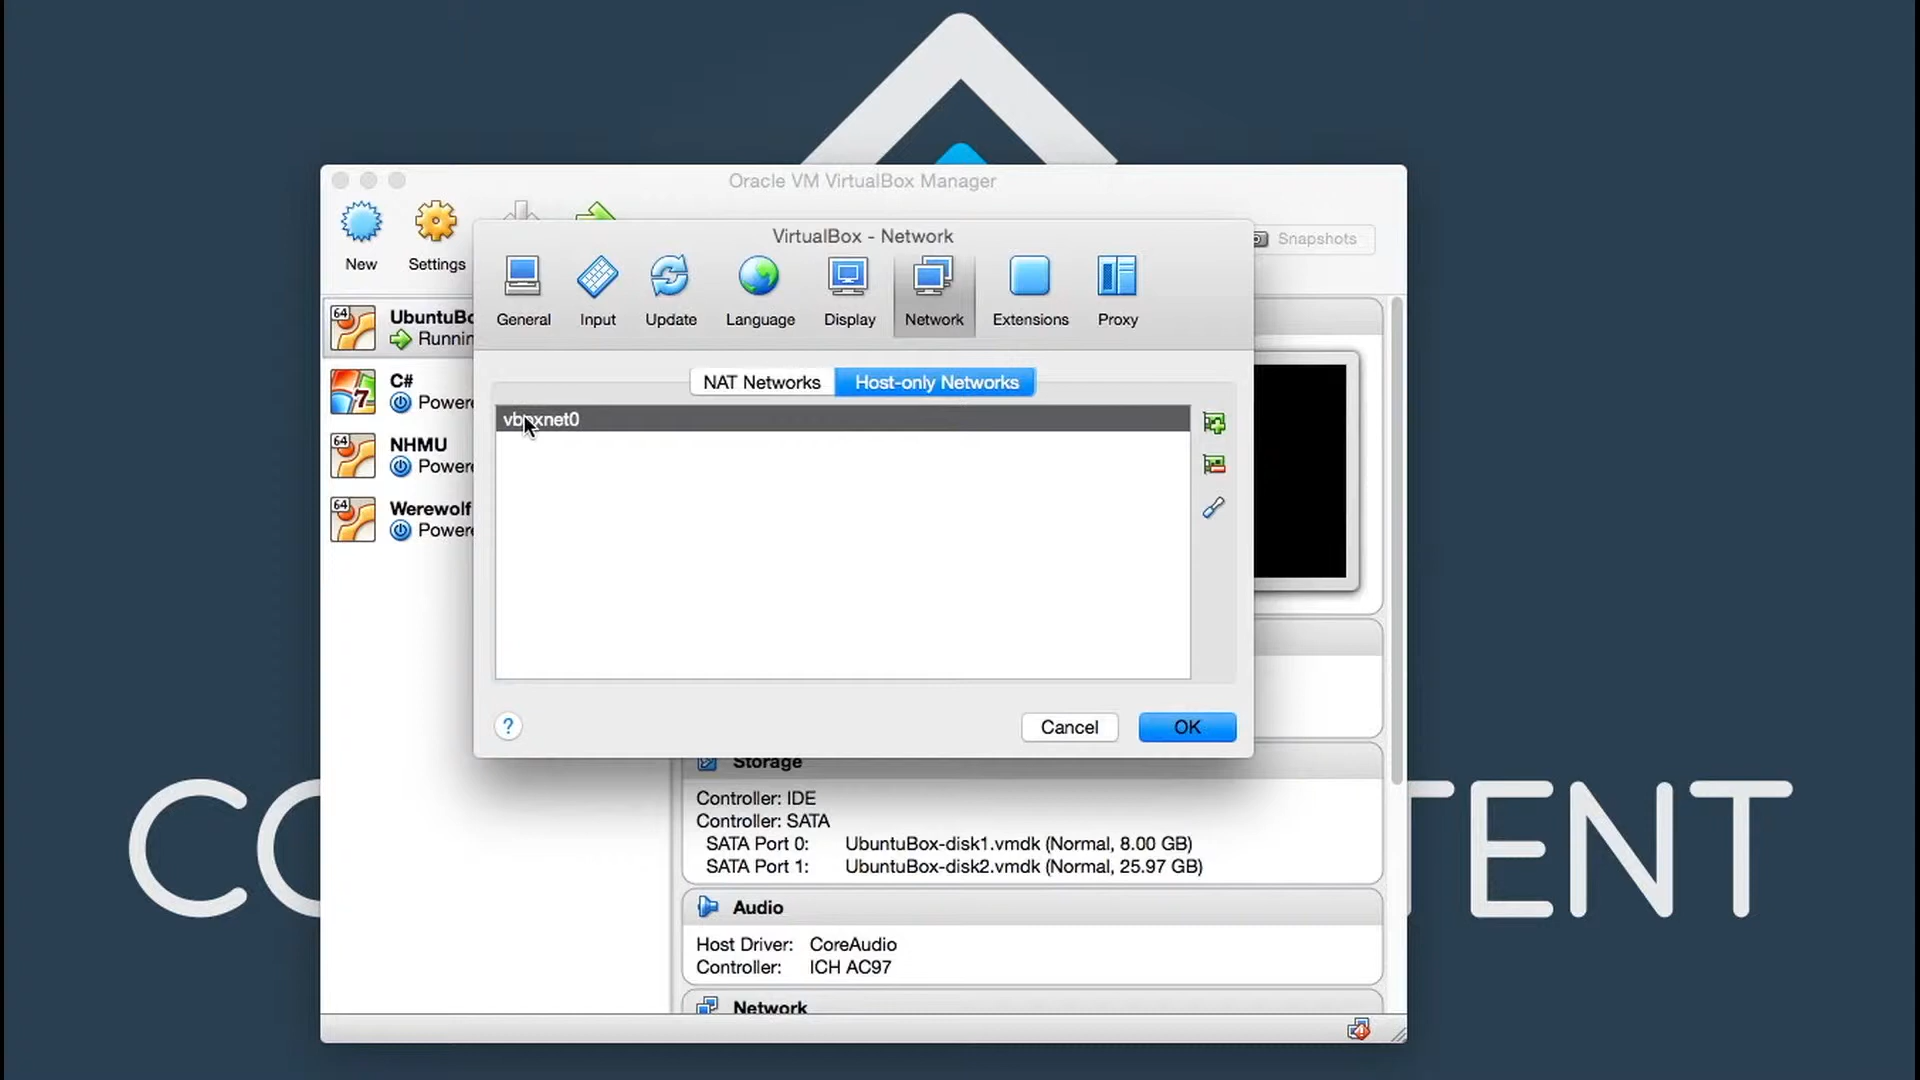 Oracle VM VirtualBox Manager
New
Settings
Snapshots
VirtualBox - Network
General
Input
Update
Language
Display
Network
Extensions
Proxy
64
UbuntuBo
Runnin
C#
Powere
64
NHMU
Powere
64
Werewolf
Powere
NAT Networks
Host-only Networks
vboxnet0
?
Cancel
OK
Storage
Controller: IDE
Controller: SATA
SATA Port 0: UbuntuBox-disk1.vmdk (Normal, 8.00 GB)
SATA Port 1: UbuntuBox-disk2.vmdk (Normal, 25.97 GB)
Audio
Host Driver: CoreAudio
Controller: ICH AC97
Network
CO
TENT